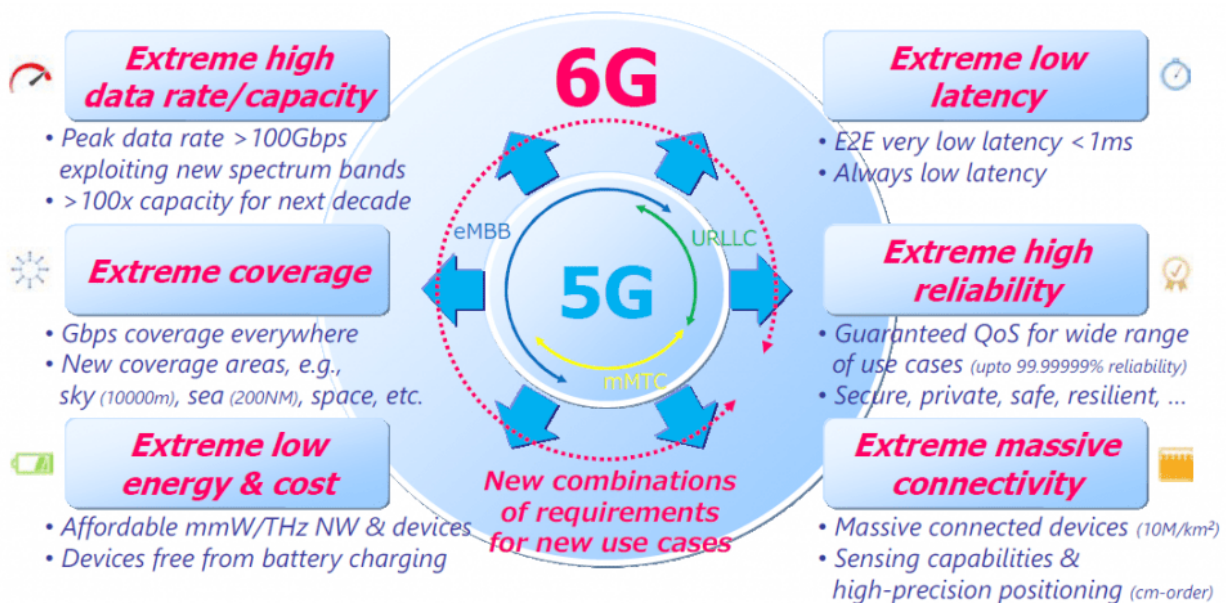 Extreme high
data rate/capacity
• Peak data rate >100Gbps
exploiting new spectrum bands
• >100x capacity for next decade
Extreme coverage
• Gbps coverage everywhere
• New coverage areas, e.g.,
sky (10000m), sea (200NM), space, etc.
Extreme low
energy & cost
• Affordable mmW/THz NW & devices
• Devices free from battery charging
6G
eMBB
URLLC
5G
mMTC
New combinations
of requirements
for new use cases
Extreme low
latency
• E2E very low latency <1ms
• Always low latency
Extreme high
reliability
• Guaranteed QoS for wide range
of use cases (upto 99.99999% reliability)
• Secure, private, safe, resilient, ...
Extreme massive
connectivity
• Massive connected devices (10M/km²)
• Sensing capabilities &
high-precision positioning (cm-order)